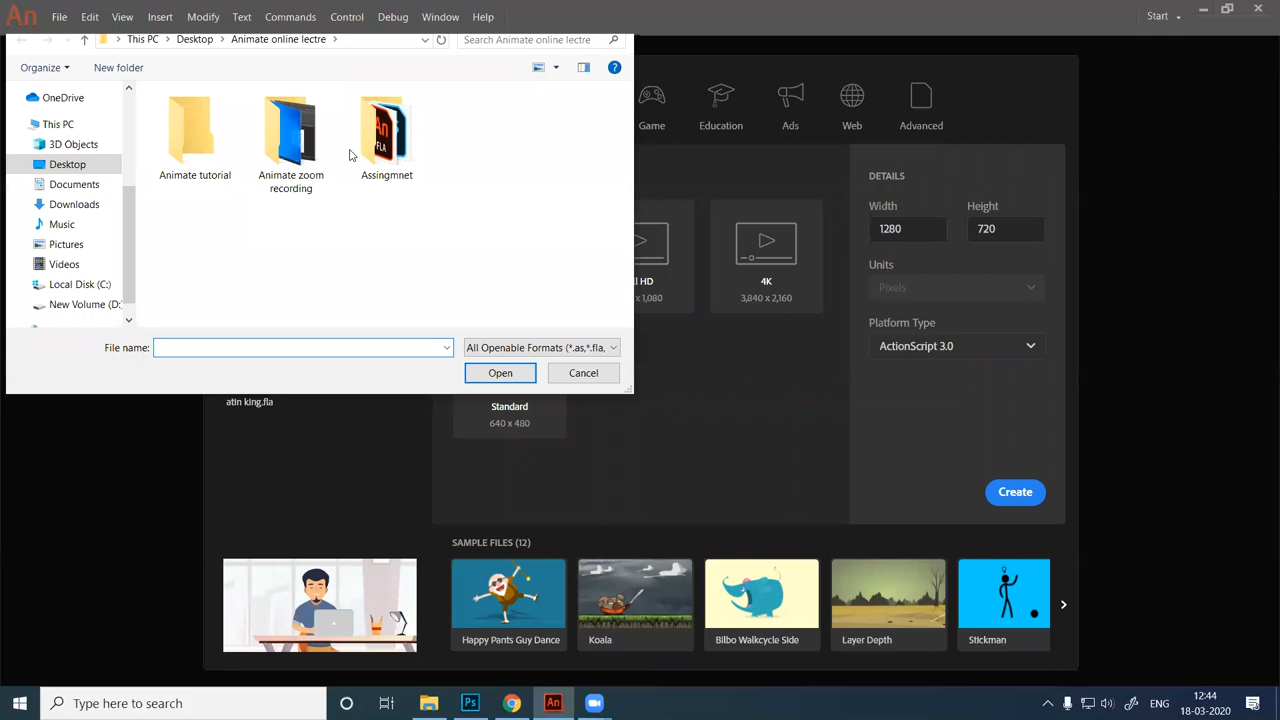 An File Edit View Insert Modify Text Commands Control Debug Window Help Start
This PC > Desktop > Animate online lectre > Search Animate online lectre
Organize New folder ?
OneDrive
This PC
3D Objects
Desktop
Documents
Downloads
Music
Pictures
Videos
Local Disk (C:)
New Volume (D:
Animate tutorial
Animate zoom
recording
An
FLA
Assingmnet
File name: All Openable Formats (*.as,*.fla,
Open Cancel
Game Education Ads Web Advanced
HD
4K
3,840 x 2,160
DETAILS
Width Height
1280 720
Units
Pixels
Platform Type
ActionScript 3.0
atin king.fla
Standard
640 x 480
Create
SAMPLE FILES (12)
Happy Pants Guy Dance Koala Bilbo Walkcycle Side Layer Depth Stickman
Type here to search Ps An ENG 12:44
18-03-2020